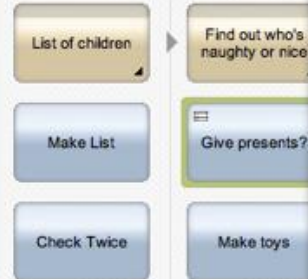 List of children
Find out who's
naughty or nice
Make List
Give presents?
Check Twice
Make toys